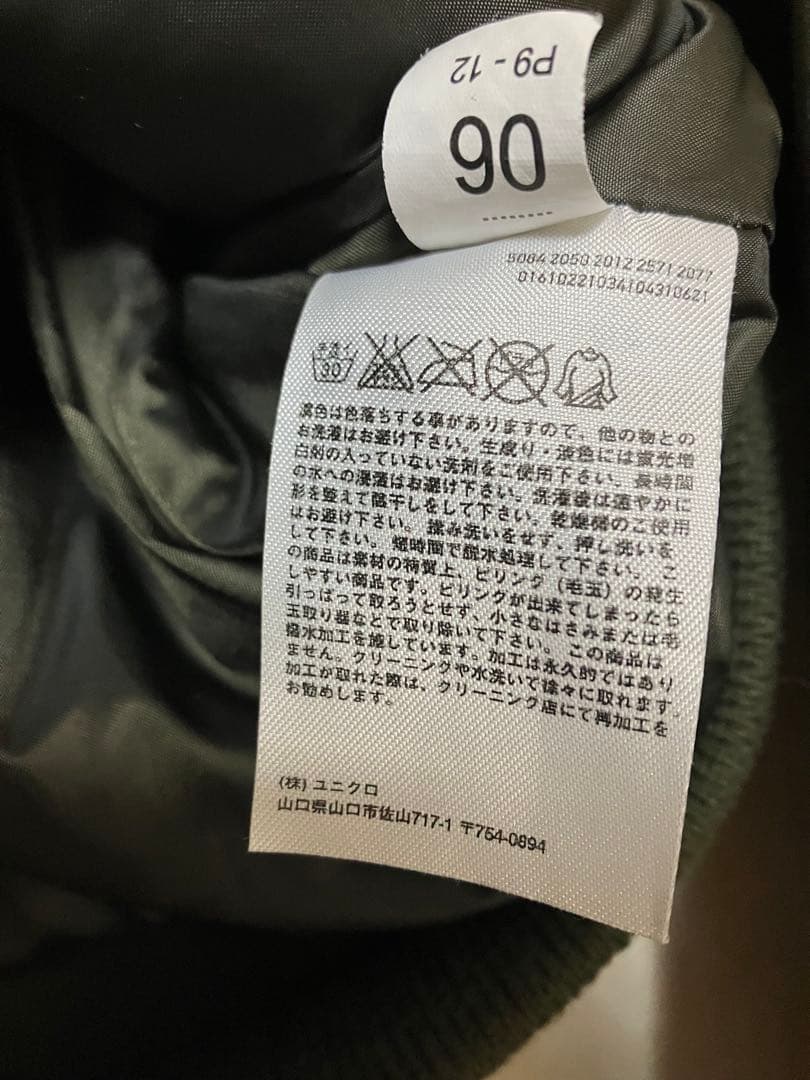 P9 - 12
90
5084 2050 2012 2571 2077
01610221034104310621
手洗イ
30
濃色は色落ちする事がありますので、他の物との
お洗濯はお避け下さい。生成り・淡色には蛍光増
白剤の入っていない洗剤をご使用下さい。長時間
の水への浸漬はお避け下さい。洗濯後は速やかに
形を整えて陰干しをして下さい。乾燥機のご使用
はお避け下さい。揉み洗いをせず、押し洗いを
して下さい。短時間で脱水処理して下さい。こ
の商品は素材の特質上、ピリング（毛玉）の発生
しやすい商品です。ピリングが出来てしまったら
引っぱって取ろうとせず、小さなはさみまたは毛
玉取り器などで取り除いて下さい。この商品は
撥水加工を施しています。加工は永久的ではあり
ません。クリーニングや水洗いで徐々に取れます。
加工が取れた際は、クリーニング店にて再加工を
お勧めします。
(株) ユニクロ
山口県山口市佐山717-1 〒754-0894